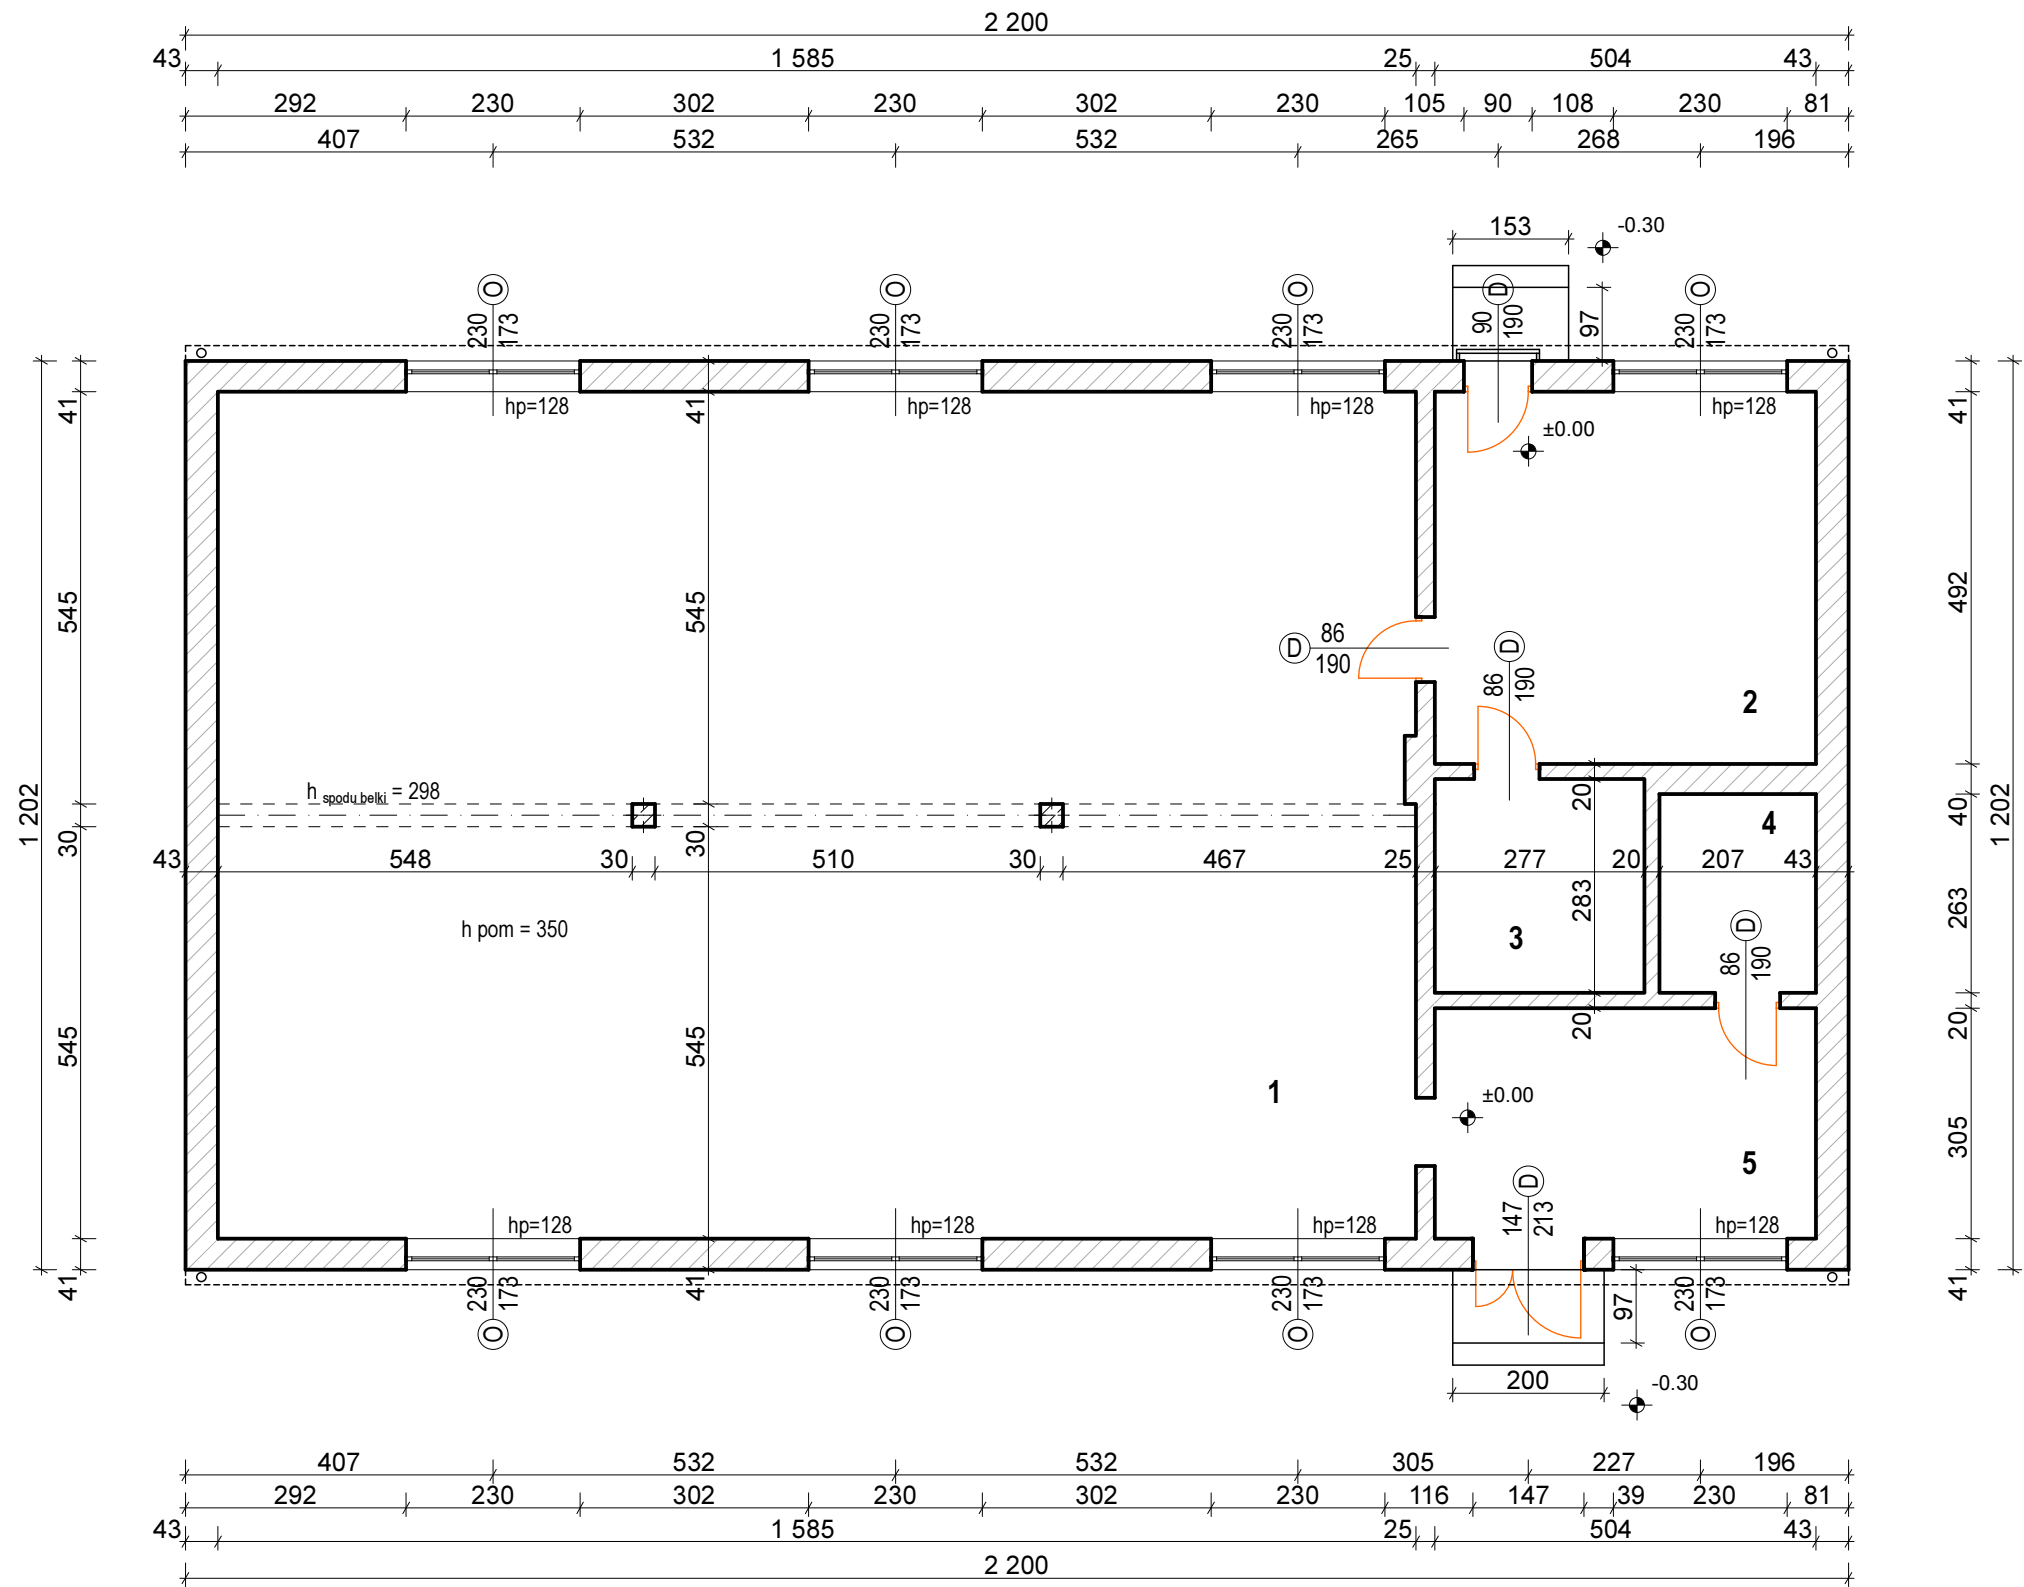 2 200
43 1 585 25 504 43
292 230 302 230 302 230 105 90 108 230 81
407 532 532 265 268 196
153 -0.30
O O O D O
230 173 230 173 230 173 90 190 97 230 173
hp=128 hp=128 hp=128 hp=128
41 41 41
±0.00
545 545 492
D 86 190 D 86 190
2
h spodu belki = 298
1 202 30 30 20 4 40 1 202
43 548 30 510 30 467 25 277 20 207 43
h pom = 350
283 263
3 D 86 190
545 545 20 20
1 ±0.00
305
5
D 147 213
hp=128 hp=128 hp=128 hp=128
41 41 41
230 173 230 173 230 173 97 230 173
O O O O
200 -0.30
407 532 532 305 227 196
292 230 302 230 302 230 116 147 39 230 81
43 1 585 25 504 43
2 200